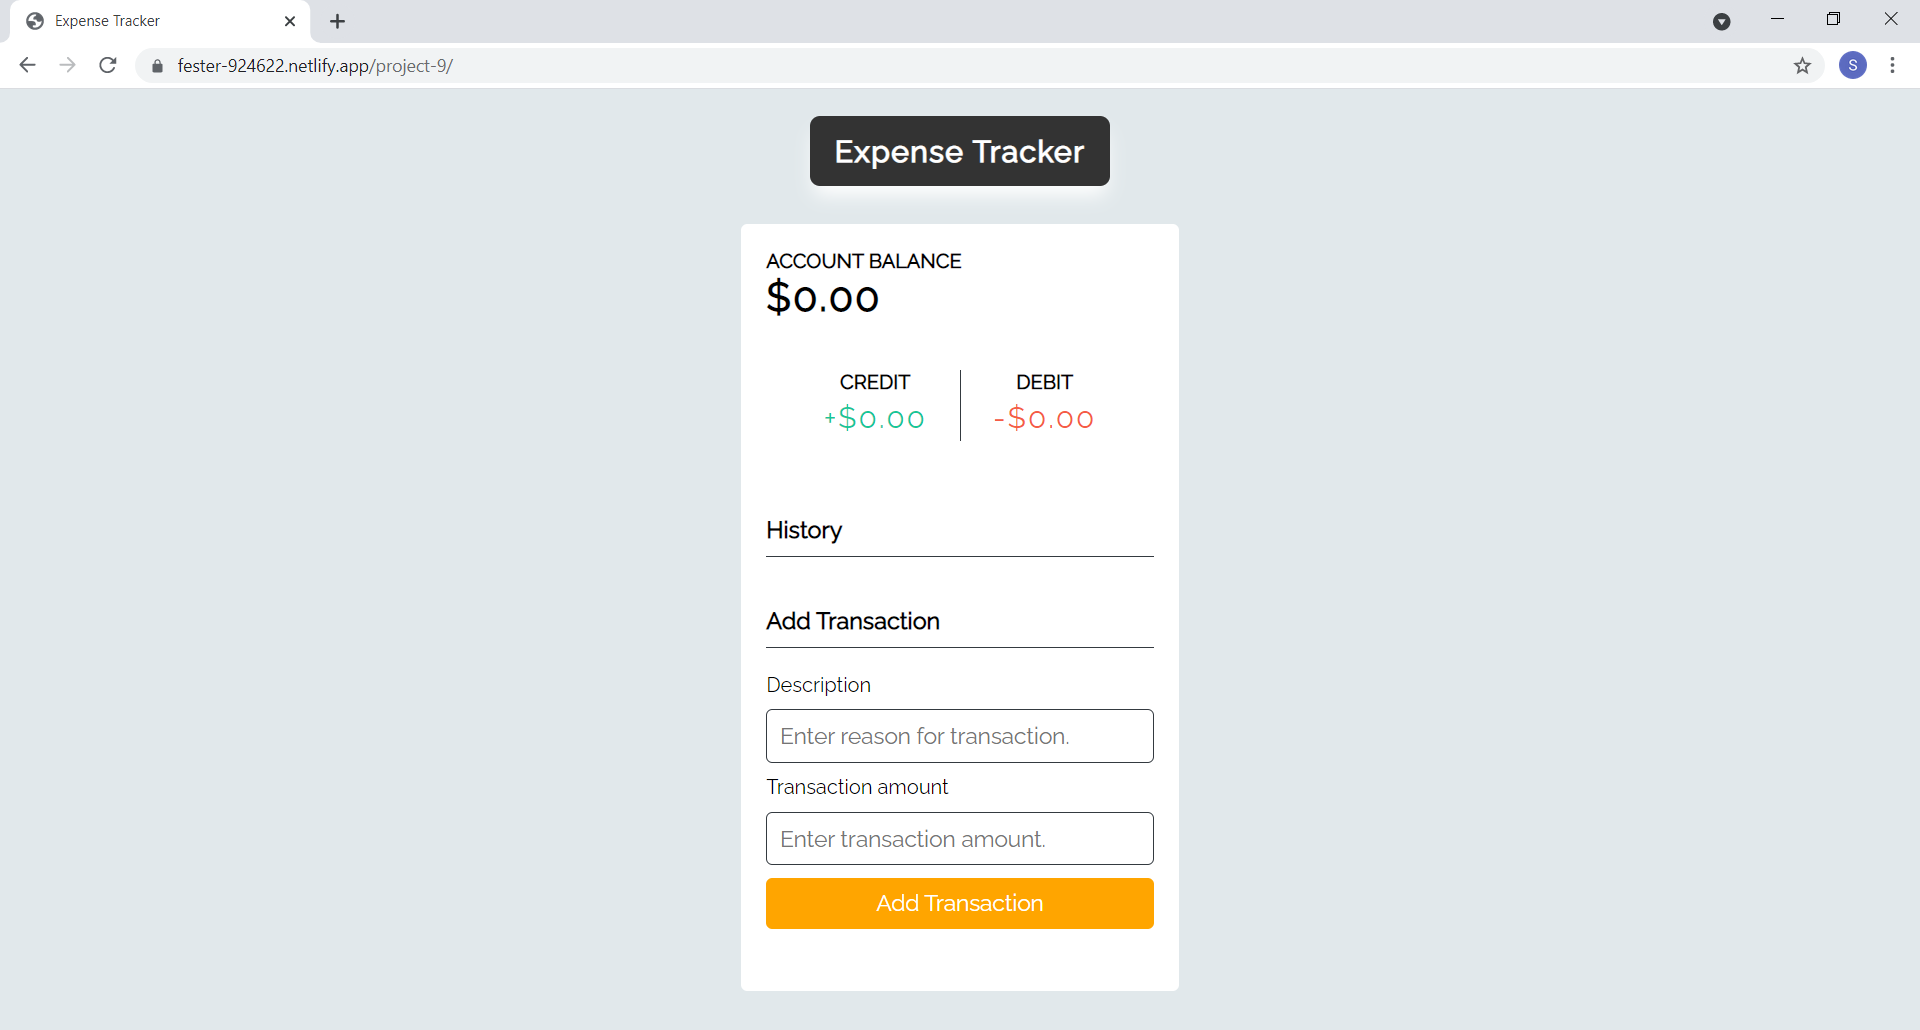 Expense Tracker
fester-924622.netlify.app/project-9/
S
Expense Tracker
ACCOUNT BALANCE
$0.00
CREDIT DEBIT
+$0.00 -$0.00
History
Add Transaction
Description
Enter reason for transaction.
Transaction amount
Enter transaction amount.
Add Transaction